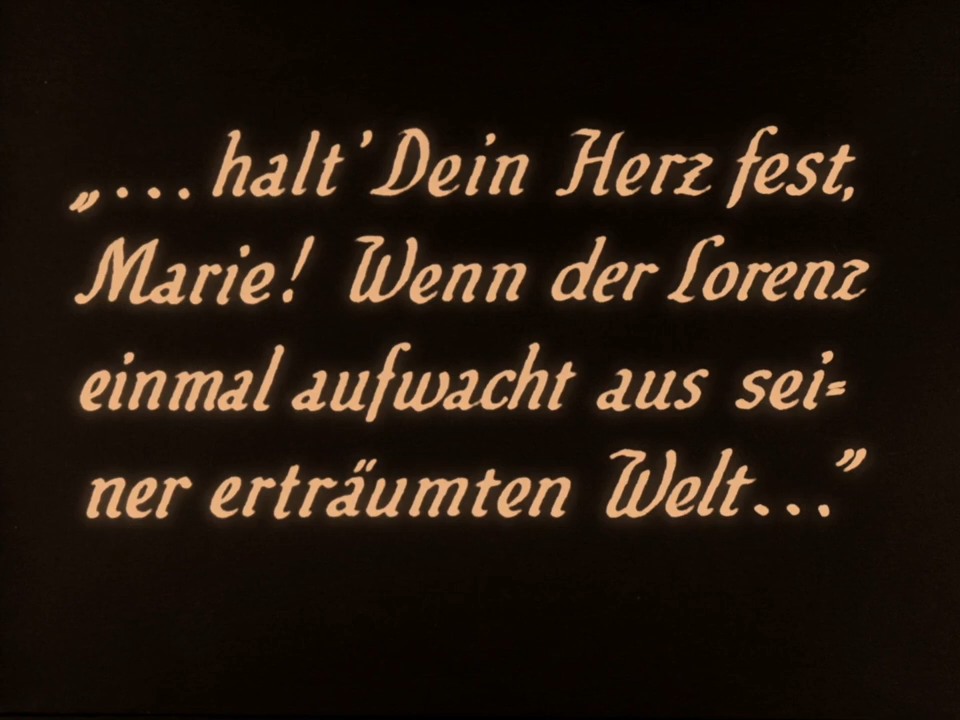 „...halt' Dein Herz fest,
Marie! Wenn der Lorenz
einmal aufwacht aus sei=
ner erträumten Welt..."